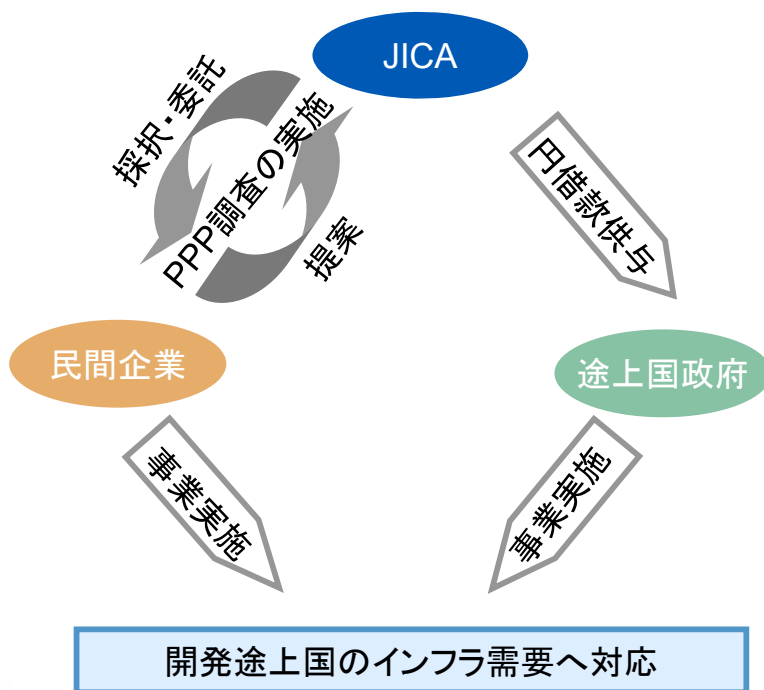 JICA
採択・委託
PPP調査の実施
提案
円借款供与
民間企業
途上国政府
事業実施
事業実施
開発途上国のインフラ需要へ対応